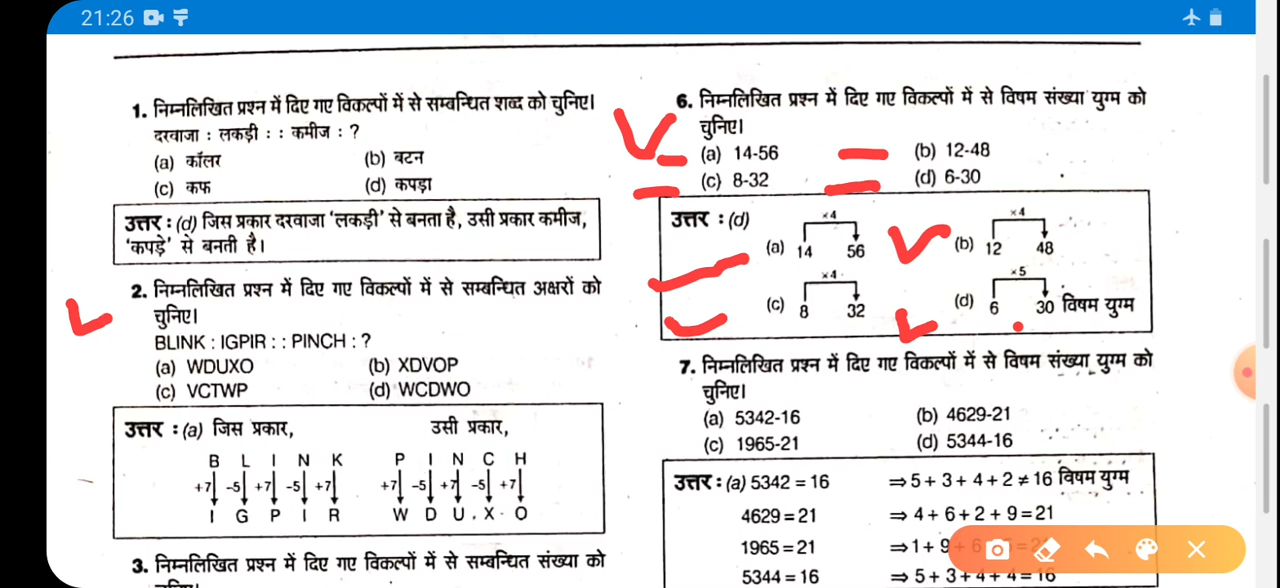 21:26
1. निम्नलिखित प्रश्न में दिए गए विकल्पों में से सम्बन्धित शब्द को चुनिए।
दरवाजा : लकड़ी : : कमीज : ?
(a) कॉलर (b) बटन
(c) कफ (d) कपड़ा
उत्तर : (d) जिस प्रकार दरवाजा 'लकड़ी' से बनता है, उसी प्रकार कमीज,
'कपड़े' से बनती है।
2. निम्नलिखित प्रश्न में दिए गए विकल्पों में से सम्बन्धित अक्षरों को
चुनिए।
BLINK : IGPIR : : PINCH : ?
(a) WDUXO (b) XDVOP
(c) VCTWP (d) WCDWO
उत्तर : (a) जिस प्रकार, उसी प्रकार,
B L I N K P I N C H
+7 -5 +7 -5 +7 +7 -5 +7 -5 +7
I G P I R W D U X O
3. निम्नलिखित प्रश्न में दिए गए विकल्पों में से सम्बन्धित संख्या को
चुनिए।
6. निम्नलिखित प्रश्न में दिए गए विकल्पों में से विषम संख्या युग्म को
चुनिए।
(a) 14-56 (b) 12-48
(c) 8-32 (d) 6-30
उत्तर : (d)
×4 ×4
(a) 14 56 (b) 12 48
×4 ×5
(c) 8 32 (d) 6 30 विषम युग्म
7. निम्नलिखित प्रश्न में दिए गए विकल्पों में से विषम संख्या युग्म को
चुनिए।
(a) 5342-16 (b) 4629-21
(c) 1965-21 (d) 5344-16
उत्तर : (a) 5342 = 16 ⇒ 5 + 3 + 4 + 2 ≠ 16 विषम युग्म
4629 = 21 ⇒ 4 + 6 + 2 + 9 = 21
1965 = 21 ⇒ 1 + 9 + 6
5344 = 16 ⇒ 5 + 3 + 4 + 4 = 16